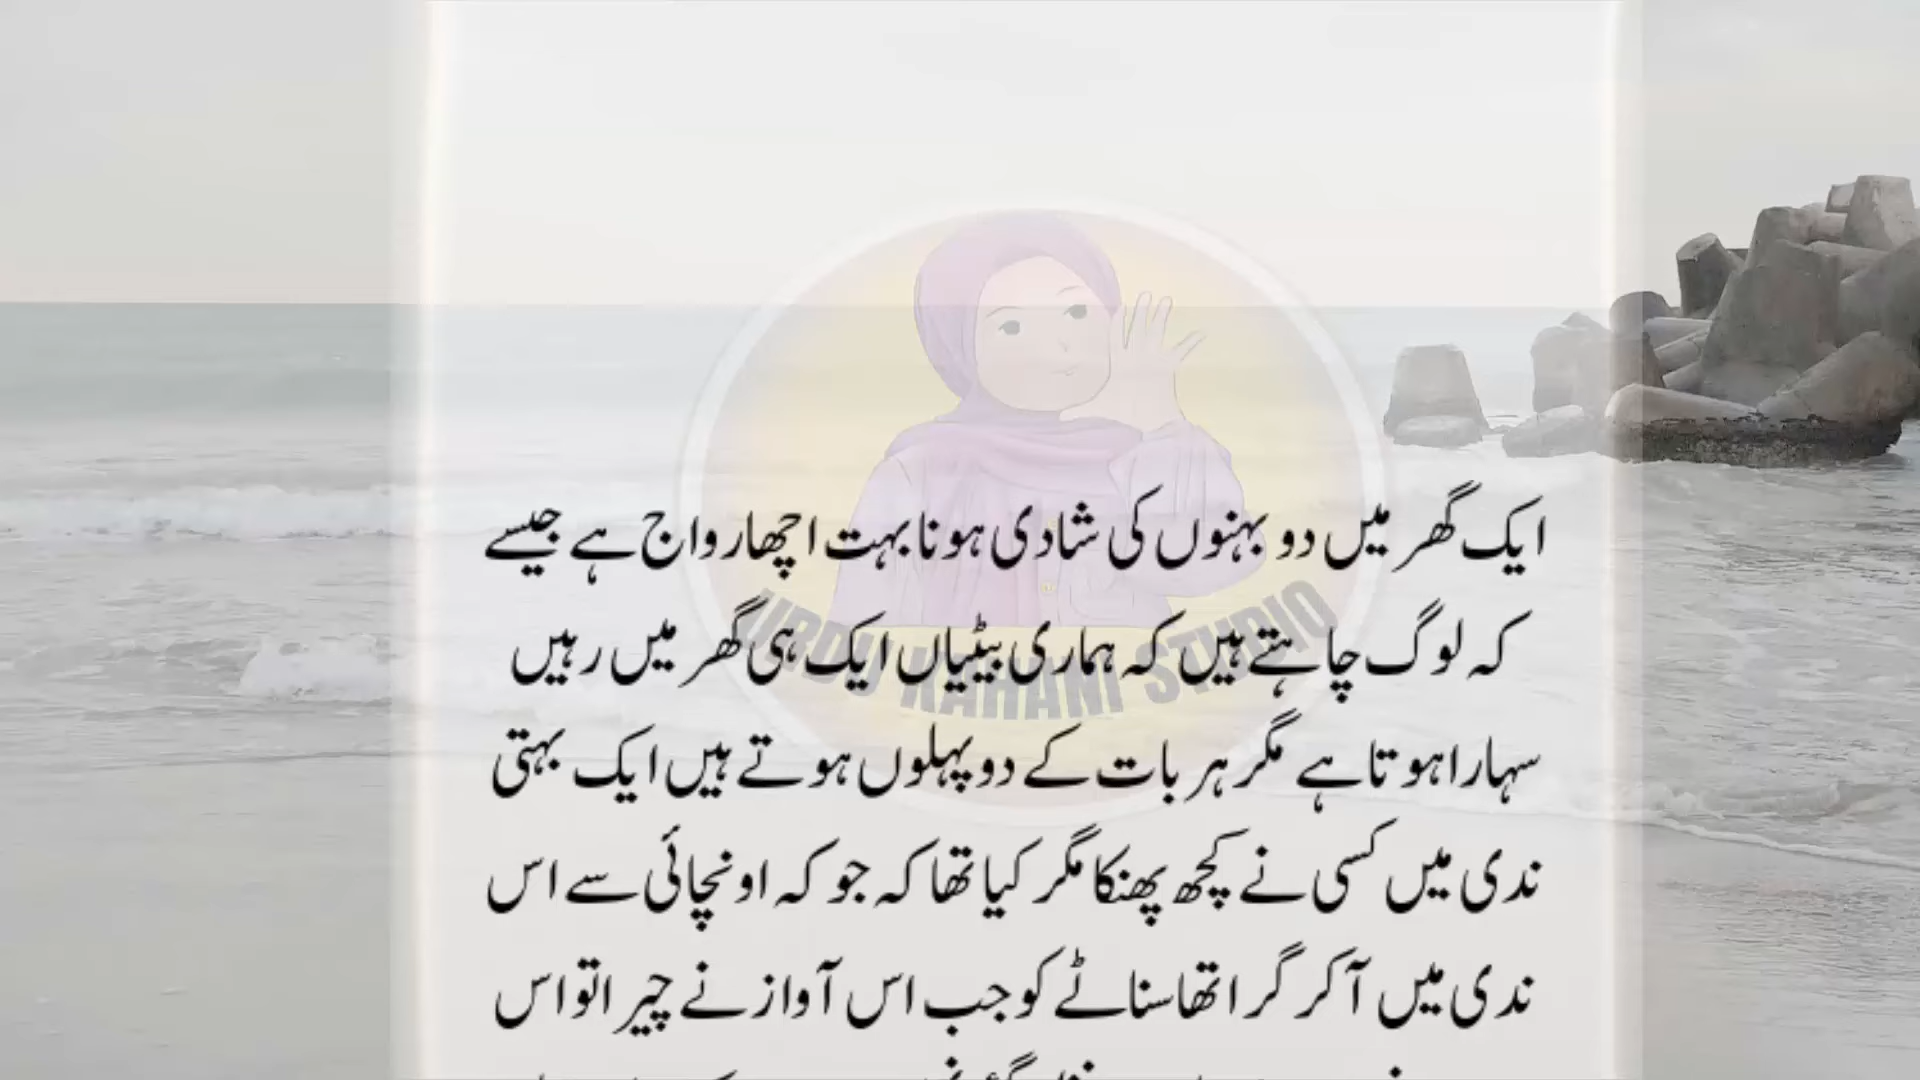 ایک گھر میں دو بہنوں کی شادی ہونا بہت اچھا رواج ہے جیسے
کہ لوگ چاہتے ہیں کہ ہماری بیٹیاں ایک ہی گھر میں رہیں
سہارا ہوتا ہے مگر ہر بات کے دو پہلوں ہوتے ہیں ایک بہتی
ندی میں کسی نے کچھ پھنکا مگر کیا تھا کہ جو کہ اونچائی سے اس
ندی میں آکر گرا تھا سناٹے کو جب اس آواز نے چیرا تو اس
URDU KAHANI STUDIO